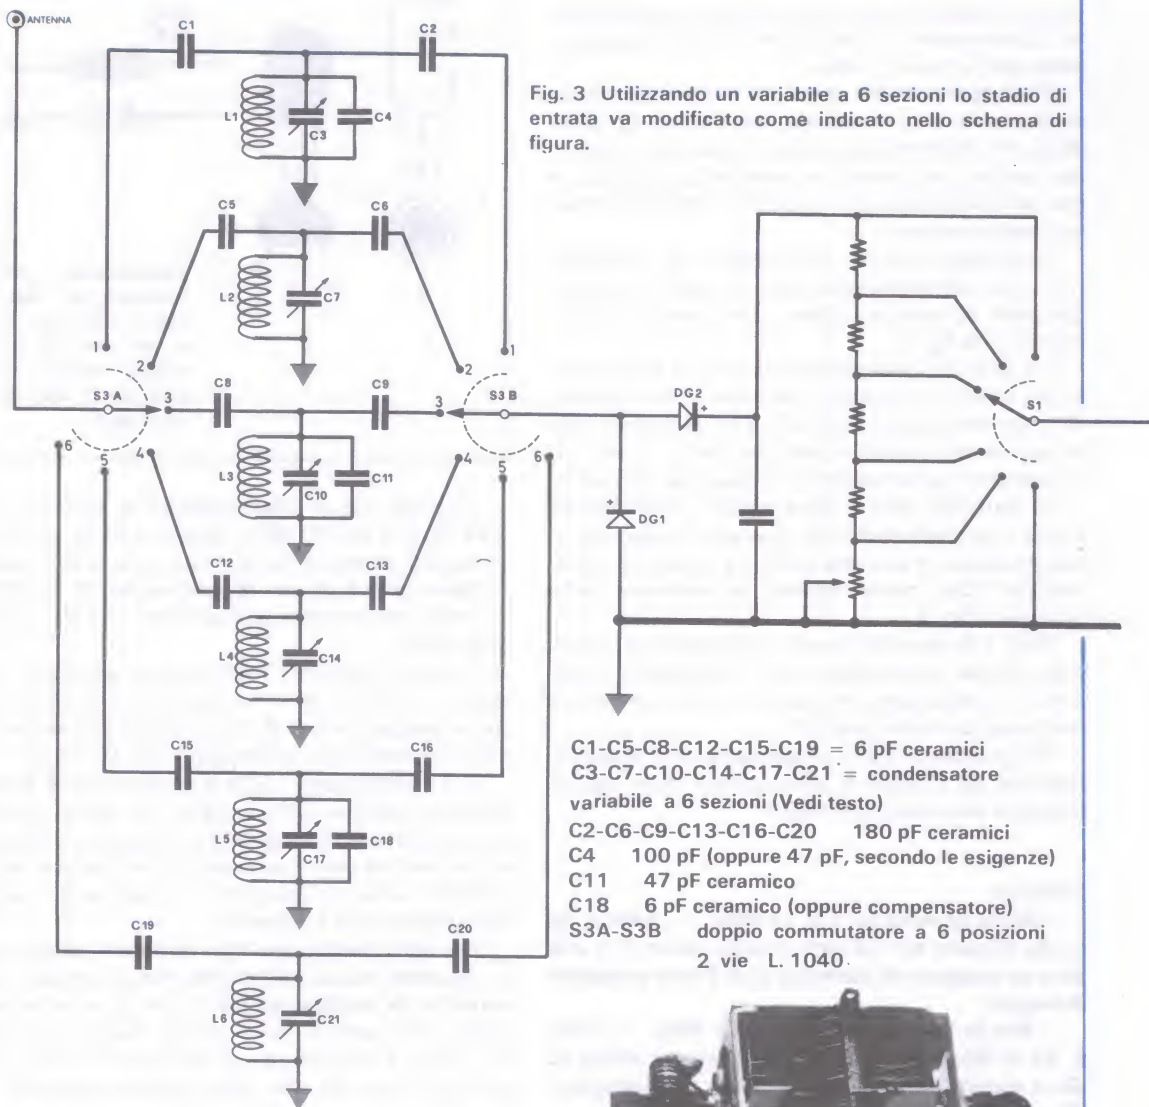 ANTENNA
C1
C2
L1
C3
C4
Fig. 3 Utilizzando un variabile a 6 sezioni lo stadio di
entrata va modificato come indicato nello schema di
figura.
C5
C6
L2
C7
1
2
1
2
S3 A
3
C8
C9
3
S3 B
DG2
+
S1
6
5
4
L3
C10
C11
4
5
6
+
DG1
C12
C13
L4
C14
C15
C16
L5
C17
C18
C19
C20
L6
C21
C1-C5-C8-C12-C15-C19 = 6 pF ceramici
C3-C7-C10-C14-C17-C21 = condensatore
variabile a 6 sezioni (Vedi testo)
C2-C6-C9-C13-C16-C20 180 pF ceramici
C4 100 pF (oppure 47 pF, secondo le esigenze)
C11 47 pF ceramico
C18 6 pF ceramico (oppure compensatore)
S3A-S3B doppio commutatore a 6 posizioni
2 vie L. 1040.